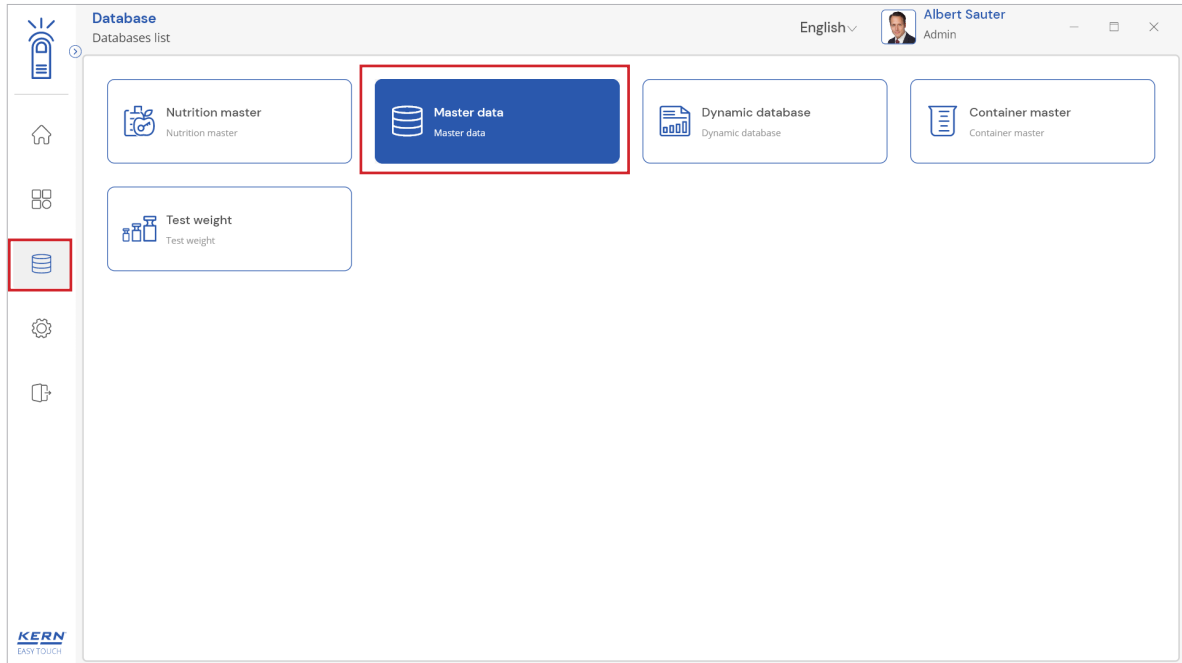 Database
Databases list
English
Albert Sauter
Admin
Nutrition master
Nutrition master
Master data
Master data
Dynamic database
Dynamic database
Container master
Container master
Test weight
Test weight
KERN
EASY TOUCH